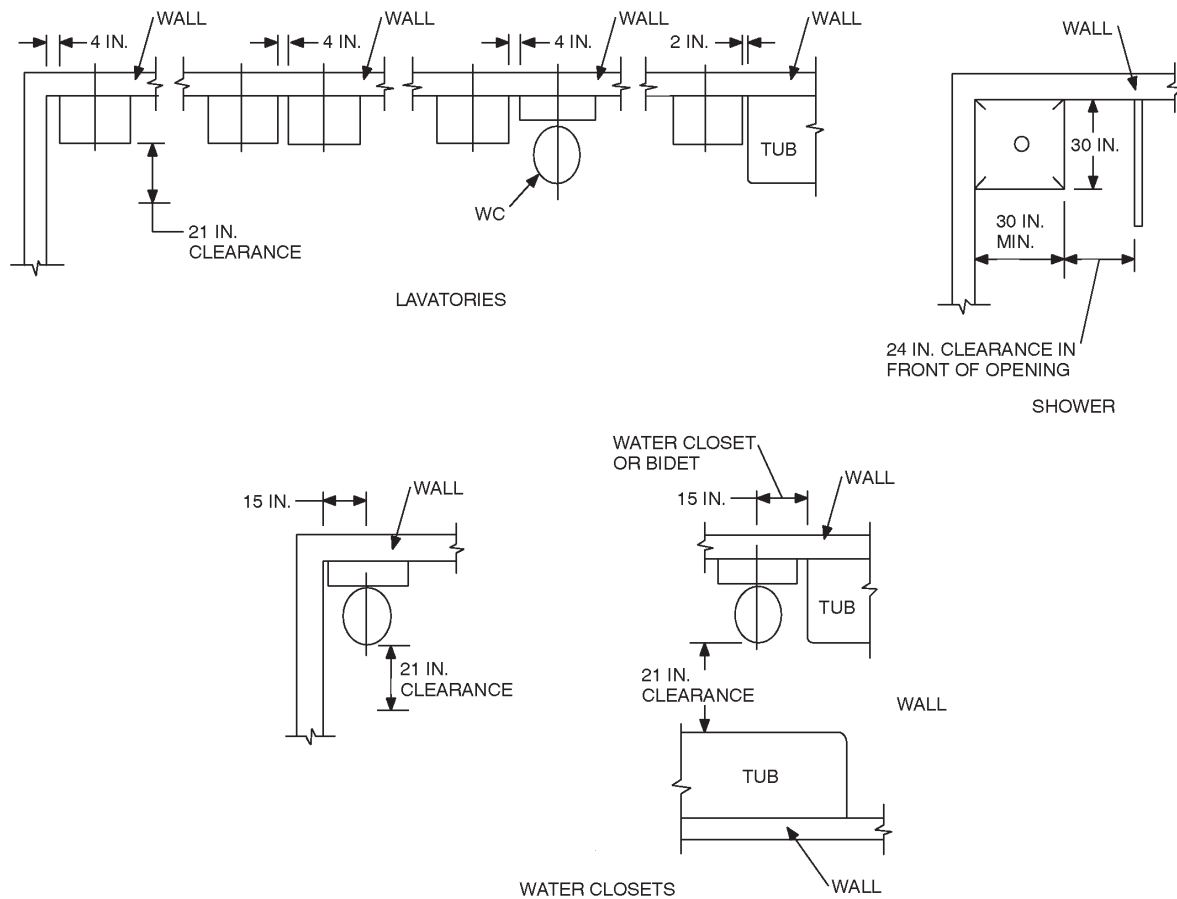 WALL
4 IN.
WALL
4 IN.
WALL
4 IN.
WALL
2 IN.
TUB
WC
21 IN.
CLEARANCE
LAVATORIES
WALL
30 IN.
30 IN.
MIN.
24 IN. CLEARANCE IN
FRONT OF OPENING
SHOWER
15 IN.
WALL
21 IN.
CLEARANCE
WATER CLOSET
OR BIDET
15 IN.
WALL
TUB
21 IN.
CLEARANCE
WALL
TUB
WALL
WATER CLOSETS